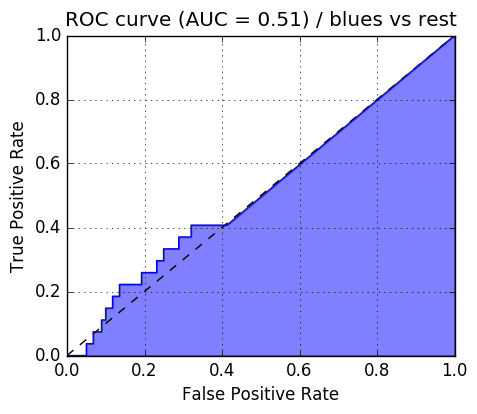 ROC curve (AUC = 0.51) / blues vs rest
1.0
0.8
0.6
0.4
0.2
0.0
True Positive Rate
0.0 0.2 0.4 0.6 0.8 1.0
False Positive Rate